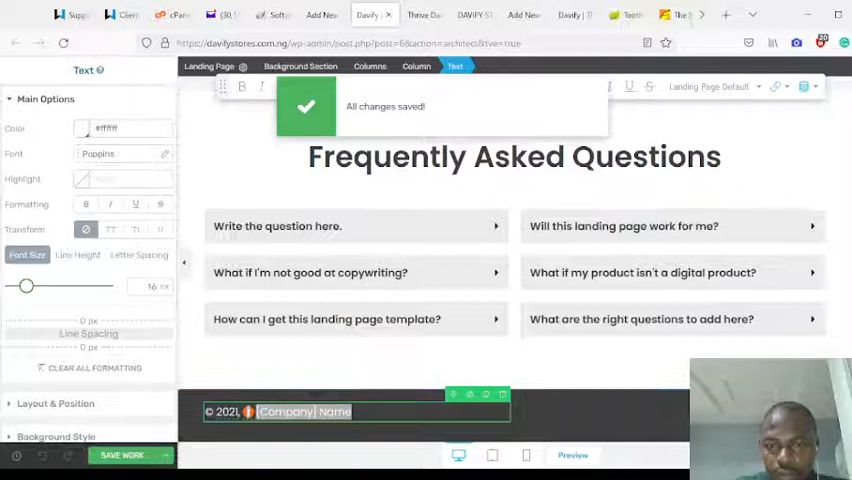 Supp
Clien
cPan
(30,
Soft
Add New
Davify |
Thrive Da
DAVIFY ST
Add New
Davify | T
Tooth
The I
https://davifystores.com.ng/wp-admin/post.php?post=6&action=architect&tve=true
Text
Landing Page
Background Section
Columns
Column
Text
Main Options
B
I
U
S
Landing Page Default
All changes saved!
Color
#ffffff
Font
Poppins
Highlight
Formatting
B
I
U
S
Transform
TT
Tt
tt
Font Size
Line Height
Letter Spacing
16 px
0 px
Line Spacing
0 px
CLEAR ALL FORMATTING
Layout & Position
Background Style
SAVE WORK
Frequently Asked Questions
Write the question here.
Will this landing page work for me?
What if I'm not good at copywriting?
What if my product isn't a digital product?
How can I get this landing page template?
What are the right questions to add here?
© 2021, [Company] Name
Preview